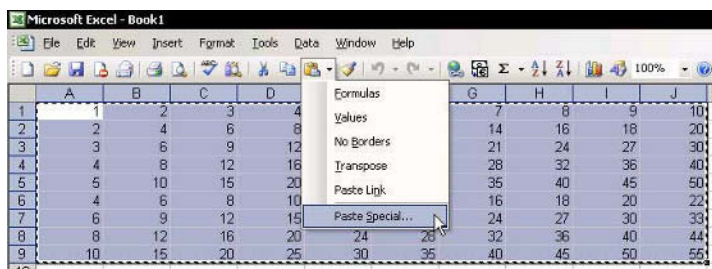 Microsoft Excel - Book1
File Edit View Insert Format Tools Data Window Help
Σ 100%
A B C D G H I J
1 1 2 3 4 7 8 9 10
2 2 4 6 8 14 16 18 20
3 3 6 9 12 21 24 27 30
4 4 8 12 16 28 32 36 40
5 5 10 15 20 35 40 45 50
6 4 6 8 10 16 18 20 22
7 6 9 12 15 24 27 30 33
8 8 12 16 20 24 28 32 36 40 44
9 10 15 20 25 30 35 40 45 50 55
Formulas
Values
No Borders
Transpose
Paste Link
Paste Special...